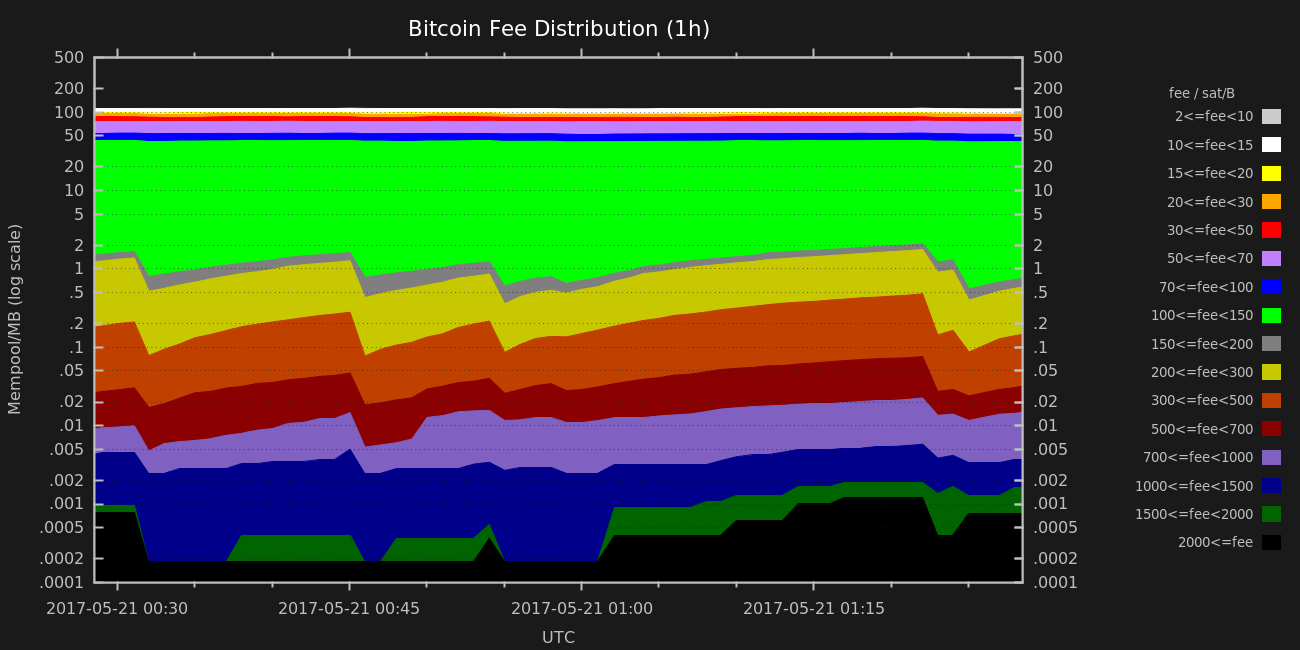 Bitcoin Fee Distribution (1h)
500
200
100
50
20
10
5
2
1
.5
.2
.1
.05
.02
.01
.005
.002
.001
.0005
.0002
.0001
Mempool/MB (log scale)
500
200
100
50
20
10
5
2
1
.5
.2
.1
.05
.02
.01
.005
.002
.001
.0005
.0002
.0001
2017-05-21 00:30
2017-05-21 00:45
2017-05-21 01:00
2017-05-21 01:15
UTC
fee / sat/B
2<=fee<10
10<=fee<15
15<=fee<20
20<=fee<30
30<=fee<50
50<=fee<70
70<=fee<100
100<=fee<150
150<=fee<200
200<=fee<300
300<=fee<500
500<=fee<700
700<=fee<1000
1000<=fee<1500
1500<=fee<2000
2000<=fee